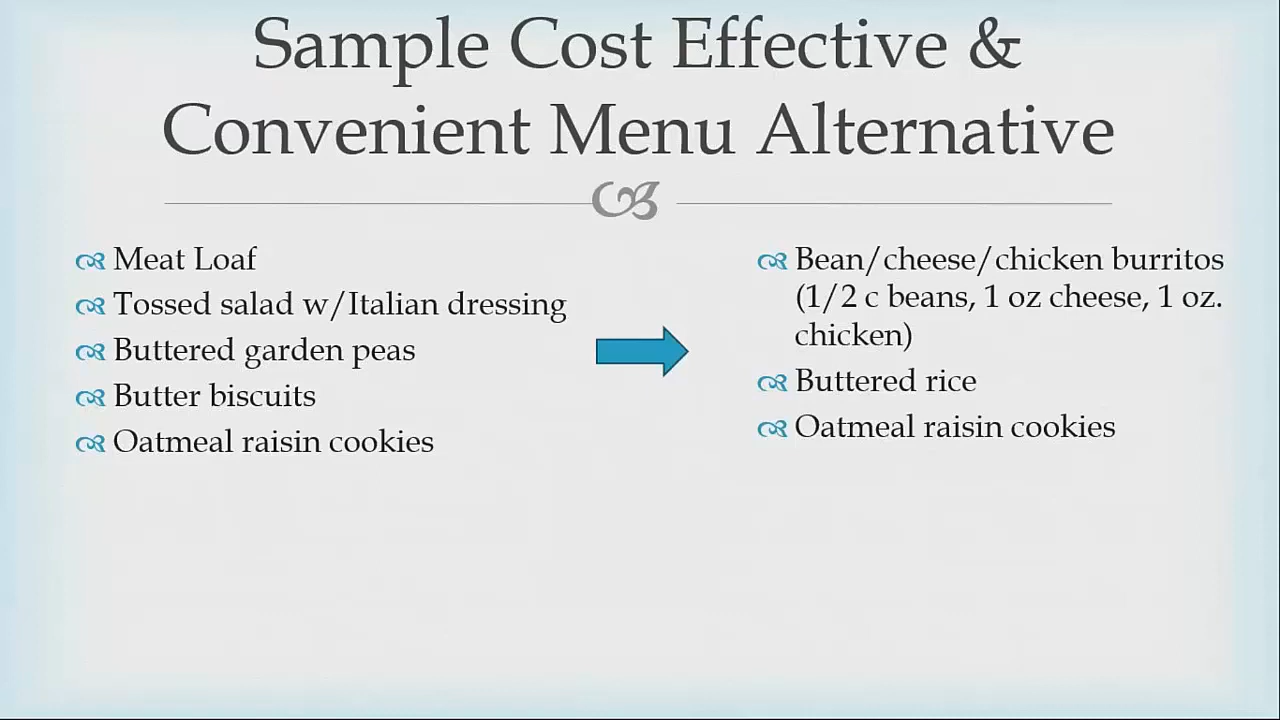 Sample Cost Effective &
Convenient Menu Alternative
Meat Loaf
Tossed salad w/Italian dressing
Buttered garden peas
Butter biscuits
Oatmeal raisin cookies
Bean/cheese/chicken burritos
(1/2 c beans, 1 oz cheese, 1 oz.
chicken)
Buttered rice
Oatmeal raisin cookies